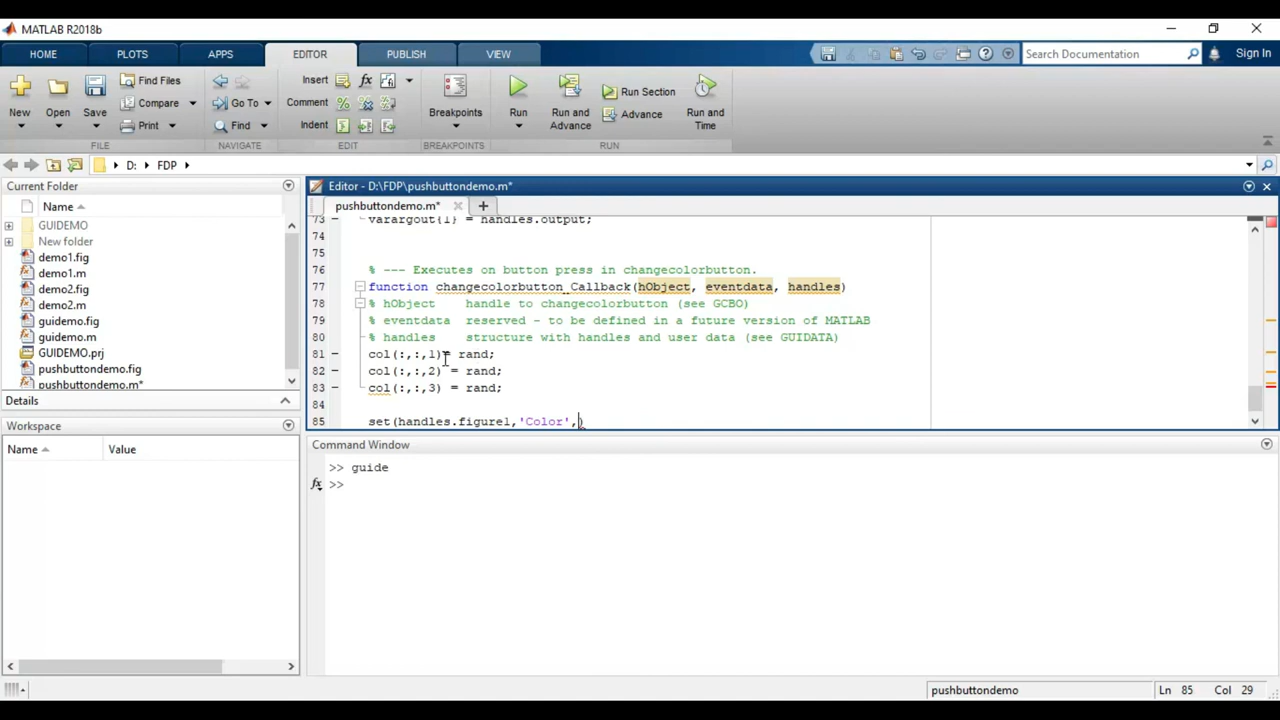 MATLAB R2018b
HOME PLOTS APPS EDITOR PUBLISH VIEW Search Documentation Sign In
New Open Save Find Files Compare Print Go To Find Insert Comment Indent fx Breakpoints Run Run and Advance Run Section Advance Run and Time
FILE NAVIGATE EDIT BREAKPOINTS RUN
D: FDP
Current Folder
Name
GUIDEMO
New folder
demo1.fig
demo1.m
demo2.fig
demo2.m
guidemo.fig
guidemo.m
GUIDEMO.prj
pushbuttondemo.fig
pushbuttondemo.m*
Details
Workspace
Name Value
Editor - D:\FDP\pushbuttondemo.m*
pushbuttondemo.m*
73 varargout{1} = handles.output;
74
75
76 % --- Executes on button press in changecolorbutton.
77 function changecolorbutton_Callback(hObject, eventdata, handles)
78 % hObject    handle to changecolorbutton (see GCBO)
79 % eventdata  reserved - to be defined in a future version of MATLAB
80 % handles    structure with handles and user data (see GUIDATA)
81 col(:,:,1)= rand;
82 col(:,:,2) = rand;
83 col(:,:,3) = rand;
84
85 set(handles.figure1,'Color',)
Command Window
>> guide
fx >>
pushbuttondemo Ln 85 Col 29